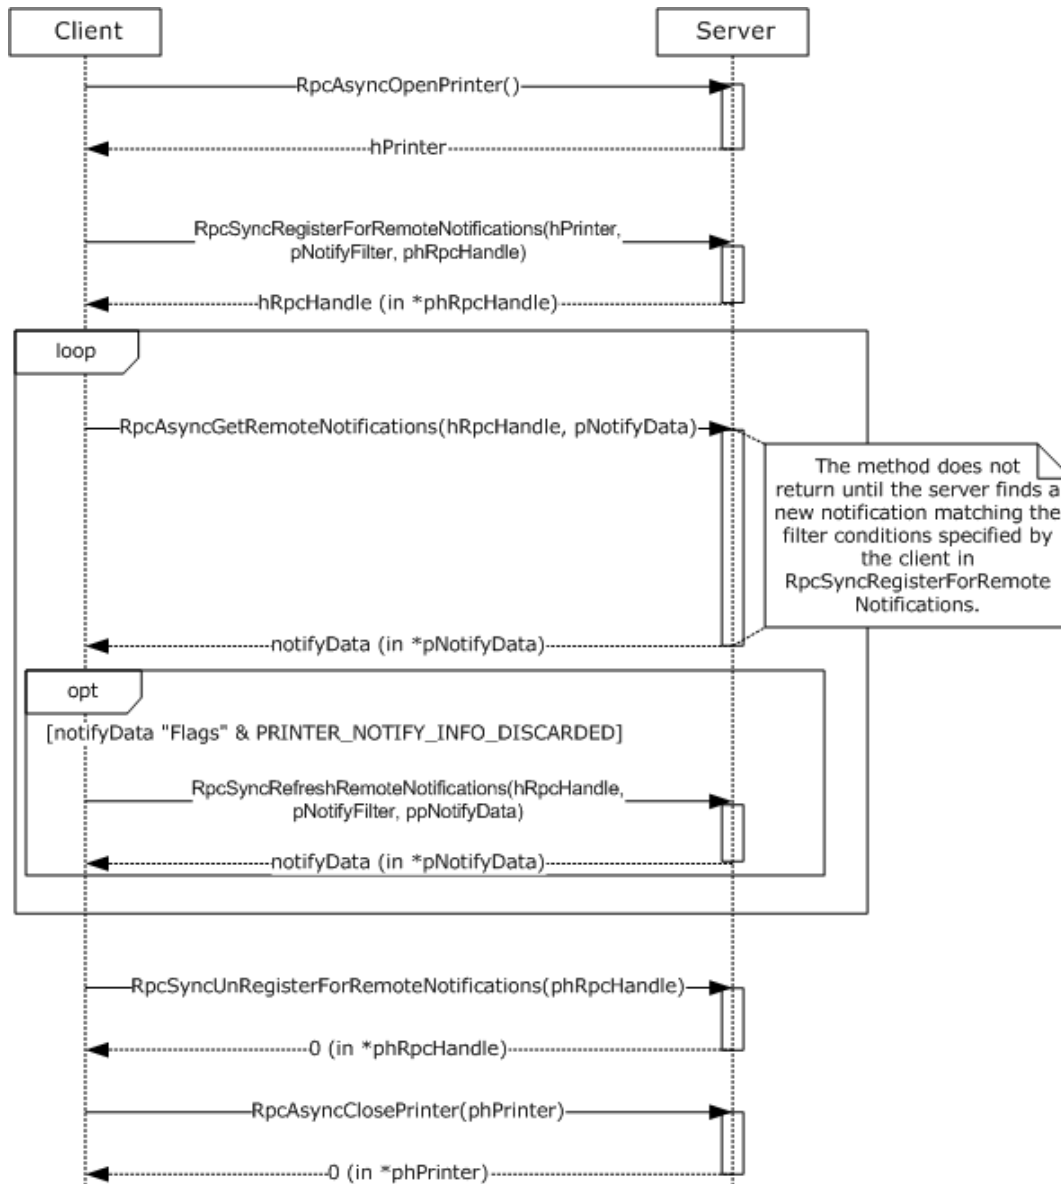 Client
Server
RpcAsyncOpenPrinter()
hPrinter
RpcSyncRegisterForRemoteNotifications(hPrinter,
pNotifyFilter, phRpcHandle)
hRpcHandle (in *phRpcHandle)
loop
RpcAsyncGetRemoteNotifications(hRpcHandle, pNotifyData)
The method does not
return until the server finds a
new notification matching the
filter conditions specified by
the client in
RpcSyncRegisterForRemote
Notifications.
notifyData (in *pNotifyData)
opt
[notifyData "Flags" & PRINTER_NOTIFY_INFO_DISCARDED]
RpcSyncRefreshRemoteNotifications(hRpcHandle,
pNotifyFilter, ppNotifyData)
notifyData (in *pNotifyData)
RpcSyncUnRegisterForRemoteNotifications(phRpcHandle)
0 (in *phRpcHandle)
RpcAsyncClosePrinter(phPrinter)
0 (in *phPrinter)